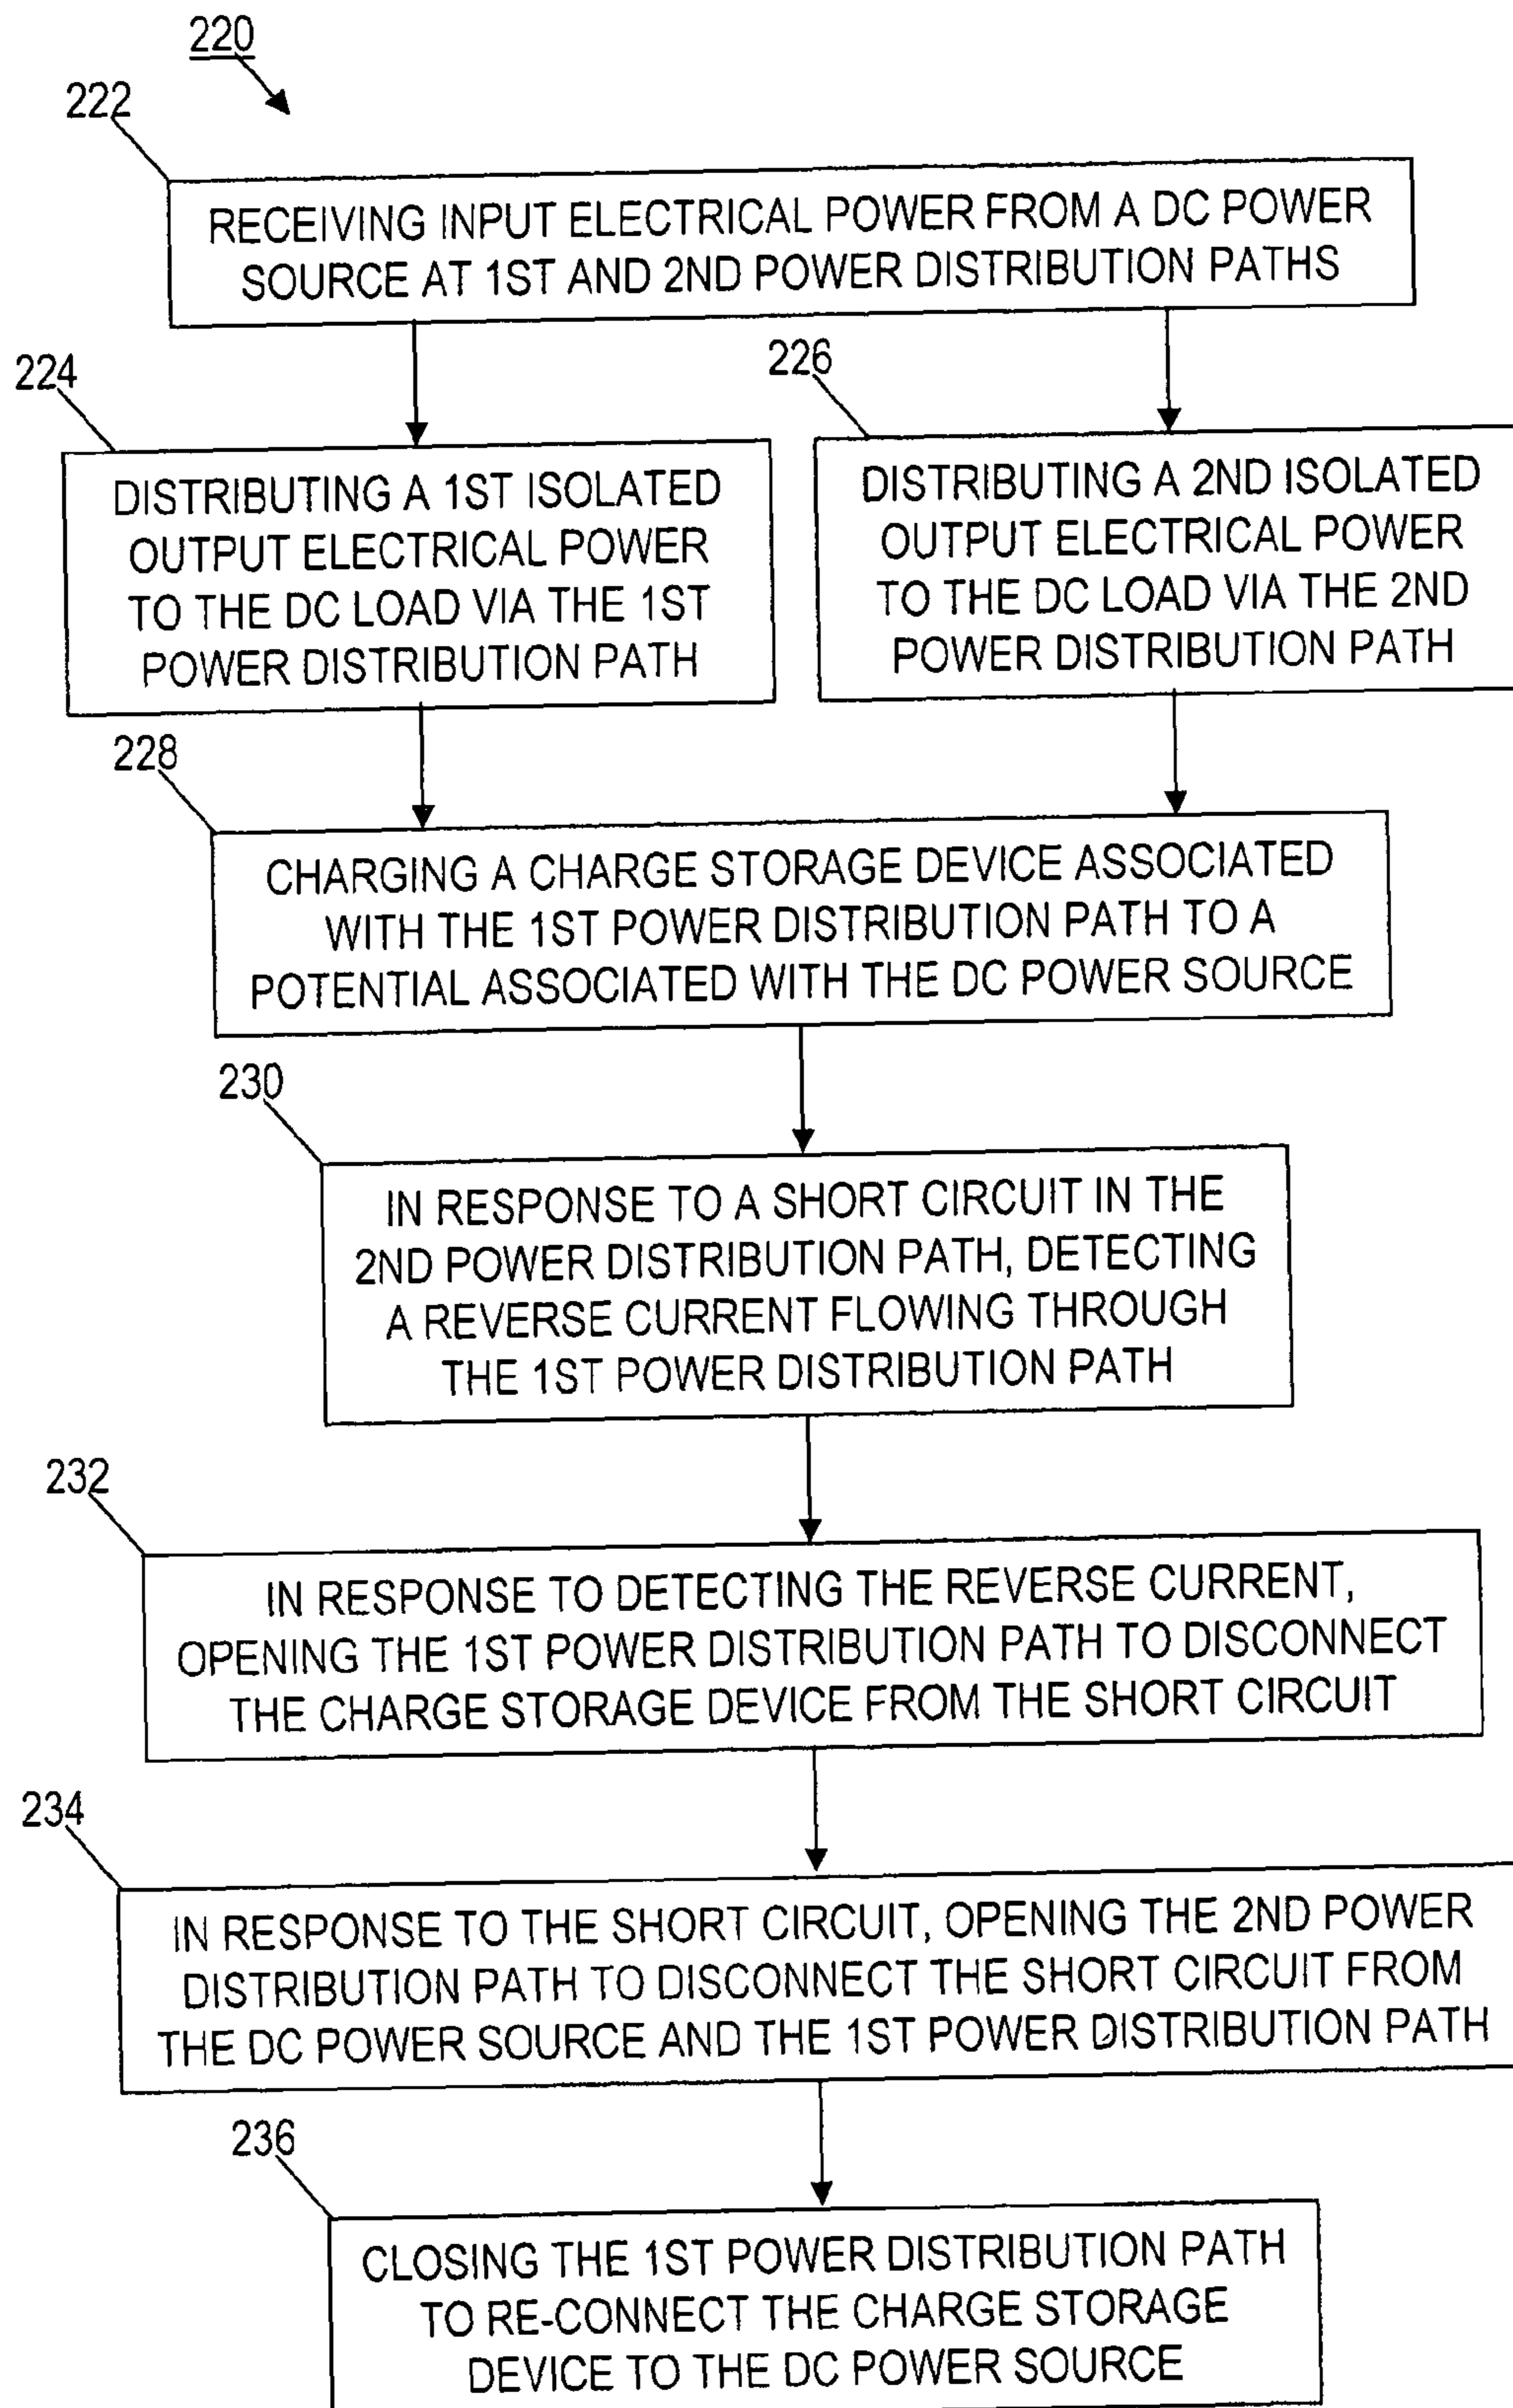 220
222
RECEIVING INPUT ELECTRICAL POWER FROM A DC POWER
SOURCE AT 1ST AND 2ND POWER DISTRIBUTION PATHS
224
DISTRIBUTING A 1ST ISOLATED
OUTPUT ELECTRICAL POWER
TO THE DC LOAD VIA THE 1ST
POWER DISTRIBUTION PATH
226
DISTRIBUTING A 2ND ISOLATED
OUTPUT ELECTRICAL POWER
TO THE DC LOAD VIA THE 2ND
POWER DISTRIBUTION PATH
228
CHARGING A CHARGE STORAGE DEVICE ASSOCIATED
WITH THE 1ST POWER DISTRIBUTION PATH TO A
POTENTIAL ASSOCIATED WITH THE DC POWER SOURCE
230
IN RESPONSE TO A SHORT CIRCUIT IN THE
2ND POWER DISTRIBUTION PATH, DETECTING
A REVERSE CURRENT FLOWING THROUGH
THE 1ST POWER DISTRIBUTION PATH
232
IN RESPONSE TO DETECTING THE REVERSE CURRENT,
OPENING THE 1ST POWER DISTRIBUTION PATH TO DISCONNECT
THE CHARGE STORAGE DEVICE FROM THE SHORT CIRCUIT
234
IN RESPONSE TO THE SHORT CIRCUIT, OPENING THE 2ND POWER
DISTRIBUTION PATH TO DISCONNECT THE SHORT CIRCUIT FROM
THE DC POWER SOURCE AND THE 1ST POWER DISTRIBUTION PATH
236
CLOSING THE 1ST POWER DISTRIBUTION PATH
TO RE-CONNECT THE CHARGE STORAGE
DEVICE TO THE DC POWER SOURCE